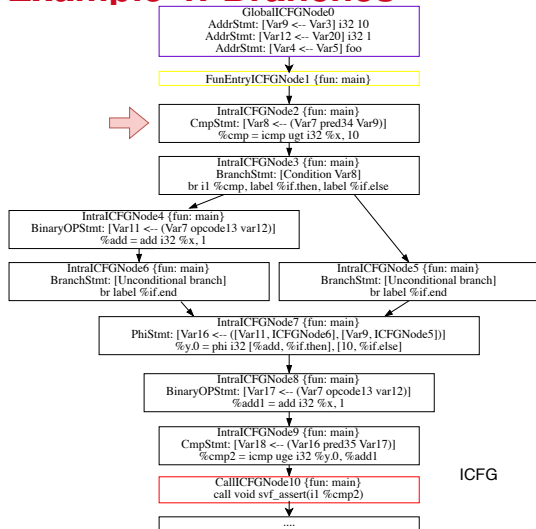 Example 4: Branches
GlobalICFGNode0
AddrStmt: [Var9 <-- Var3] i32 10
AddrStmt: [Var12 <-- Var20] i32 1
AddrStmt: [Var4 <-- Var5] foo
FunEntryICFGNode1 {fun: main}
IntraICFGNode2 {fun: main}
CmpStmt: [Var8 <-- (Var7 pred34 Var9)]
%cmp = icmp ugt i32 %x, 10
IntraICFGNode3 {fun: main}
BranchStmt: [Condition Var8]
br i1 %cmp, label %if.then, label %if.else
IntraICFGNode4 {fun: main}
BinaryOPStmt: [Var11 <-- (Var7 opcode13 var12)]
%add = add i32 %x, 1
IntraICFGNode6 {fun: main}
BranchStmt: [Unconditional branch]
br label %if.end
IntraICFGNode5 {fun: main}
BranchStmt: [Unconditional branch]
br label %if.end
IntraICFGNode7 {fun: main}
PhiStmt: [Var16 <-- ([Var11, ICFGNode6], [Var9, ICFGNode5])]
%y.0 = phi i32 [%add, %if.then], [10, %if.else]
IntraICFGNode8 {fun: main}
BinaryOPStmt: [Var17 <-- (Var7 opcode13 var12)]
%add1 = add i32 %x, 1
IntraICFGNode9 {fun: main}
CmpStmt: [Var18 <-- (Var16 pred35 Var17)]
%cmp2 = icmp uge i32 %y.0, %add1
ICFG
CallICFGNode10 {fun: main}
call void svf_assert(i1 %cmp2)
....